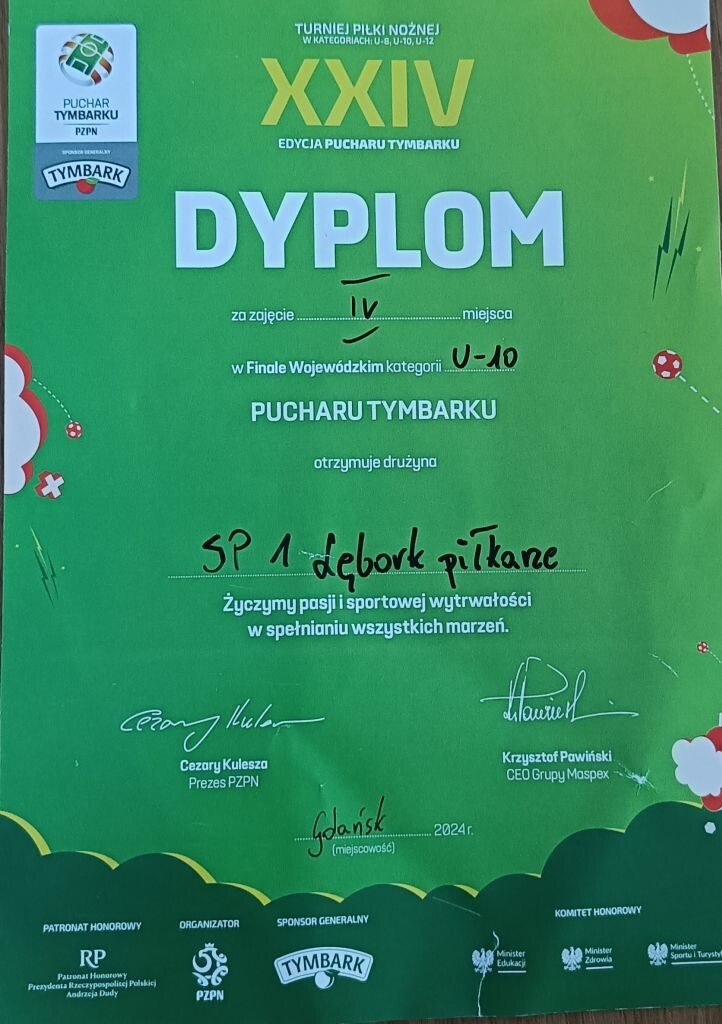 TURNIEJ PIŁKI NOŻNEJ
W KATEGORIACH: U-8, U-10, U-12
XXIV
EDYCJA PUCHARU TYMBARKU
PUCHAR
TYMBARKU
PZPN
SPONSOR GENERALNY
TYMBARK
DYPLOM
za zajęcie IV miejsca
w Finale Wojewódzkim kategorii U-10
PUCHARU TYMBARKU
otrzymuje drużyna
SP 1 Lębork piłkane
Życzymy pasji i sportowej wytrwałości
w spełnianiu wszystkich marzeń.
Cezary Kulesza
Prezes PZPN
Krzysztof Pawiński
CEO Grupy Maspex
Gdańsk 2024 r.
(miejscowość)
PATRONAT HONOROWY
RP
Patronat Honorowy
Prezydenta Rzeczypospolitej Polskiej
Andrzeja Dudy
ORGANIZATOR
PZPN
SPONSOR GENERALNY
TYMBARK
KOMITET HONOROWY
Minister
Edukacji
Minister
Zdrowia
Minister
Sportu i Turysty